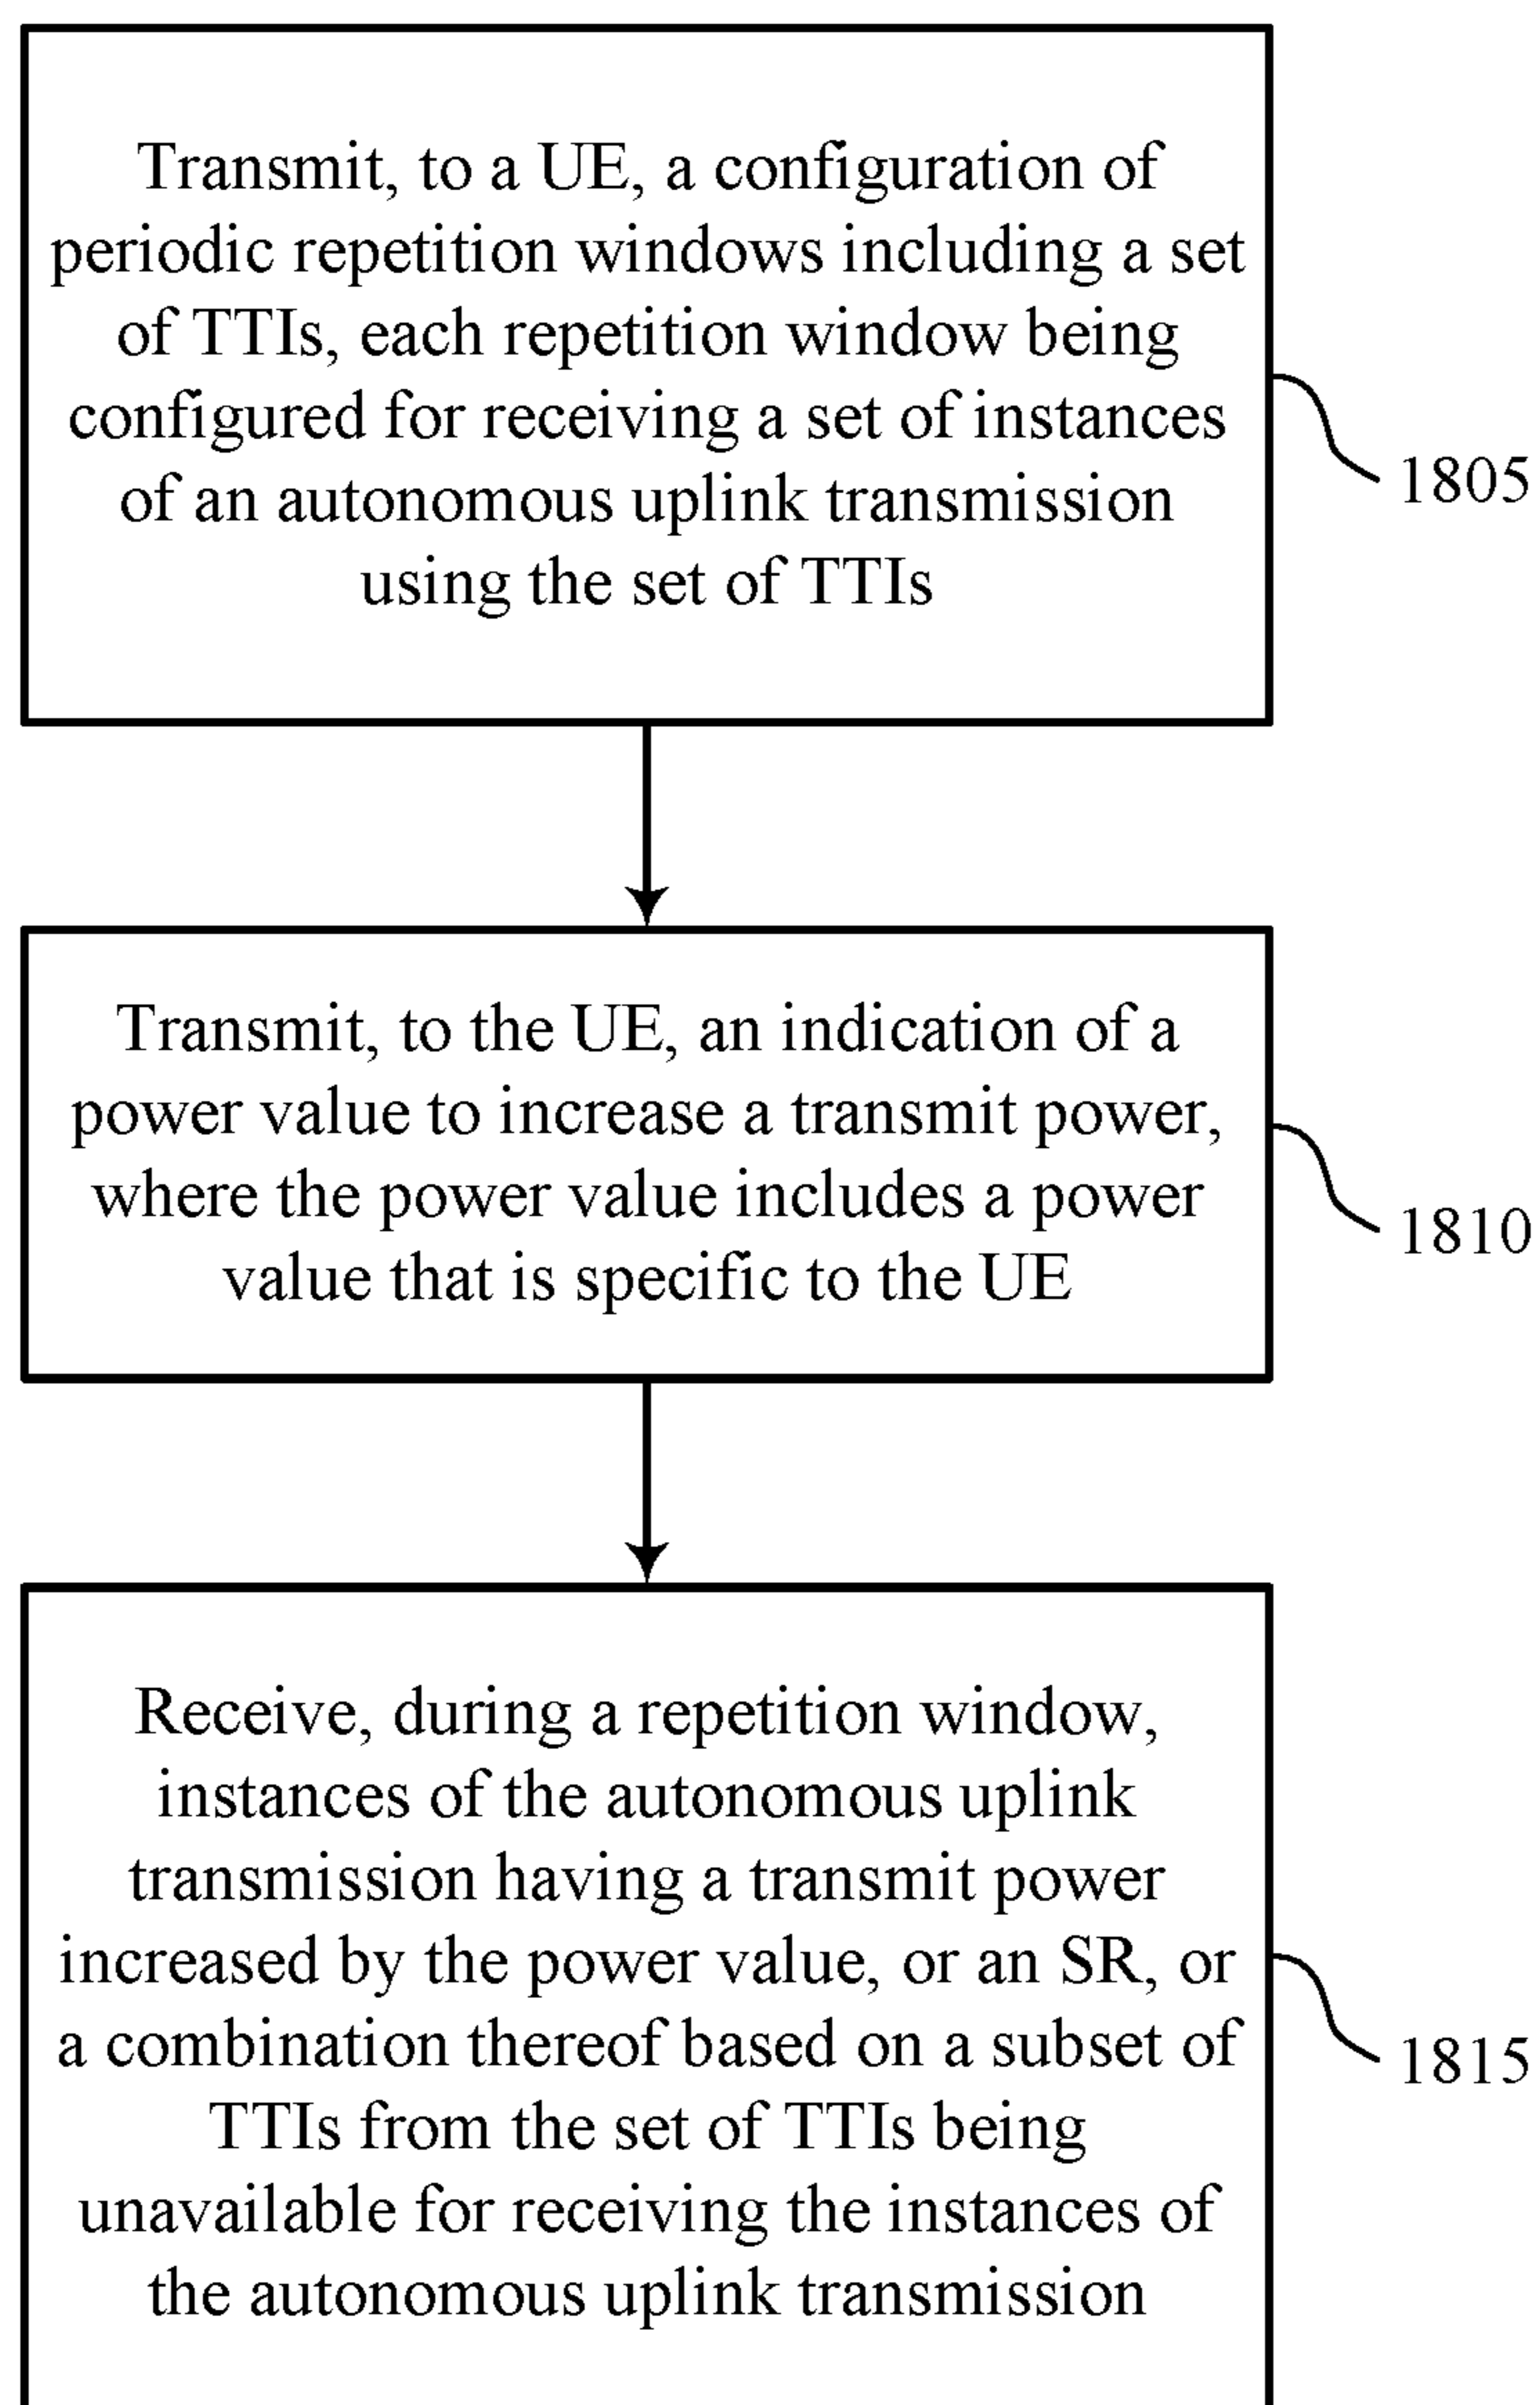 Transmit, to a UE, a configuration of
periodic repetition windows including a set
of TTIs, each repetition window being
configured for receiving a set of instances
of an autonomous uplink transmission
using the set of TTIs
1805
Transmit, to the UE, an indication of a
power value to increase a transmit power,
where the power value includes a power
value that is specific to the UE
1810
Receive, during a repetition window,
instances of the autonomous uplink
transmission having a transmit power
increased by the power value, or an SR, or
a combination thereof based on a subset of
TTIs from the set of TTIs being
unavailable for receiving the instances of
the autonomous uplink transmission
1815